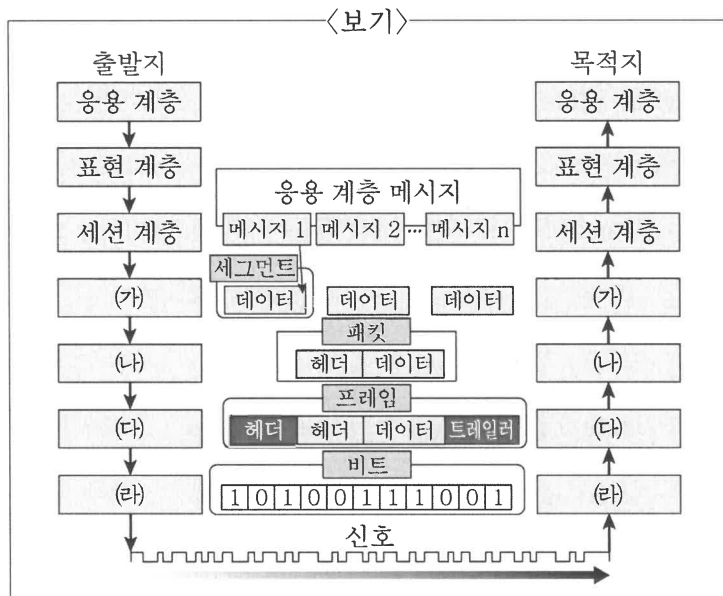 〈보기〉
출발지 목적지
응용 계층 응용 계층
표현 계층 표현 계층
응용 계층 메시지
세션 계층 메시지 1 메시지 2 … 메시지 n 세션 계층
세그먼트
(가) 데이터 데이터 데이터 (가)
패킷
(나) 헤더 데이터 (나)
프레임
(다) 헤더 헤더 데이터 트레일러 (다)
비트
(라) 1 0 1 0 0 1 1 1 0 0 1 (라)
신호